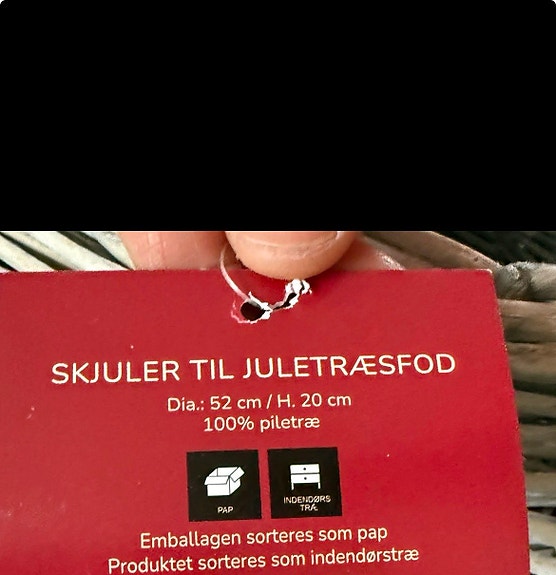 SKJULER TIL JULETRÆSFOD
Dia.: 52 cm / H. 20 cm
100% piletræ
PAP
INDENDØRS
TRÆ
Emballagen sorteres som pap
Produktet sorteres som indendørstræ